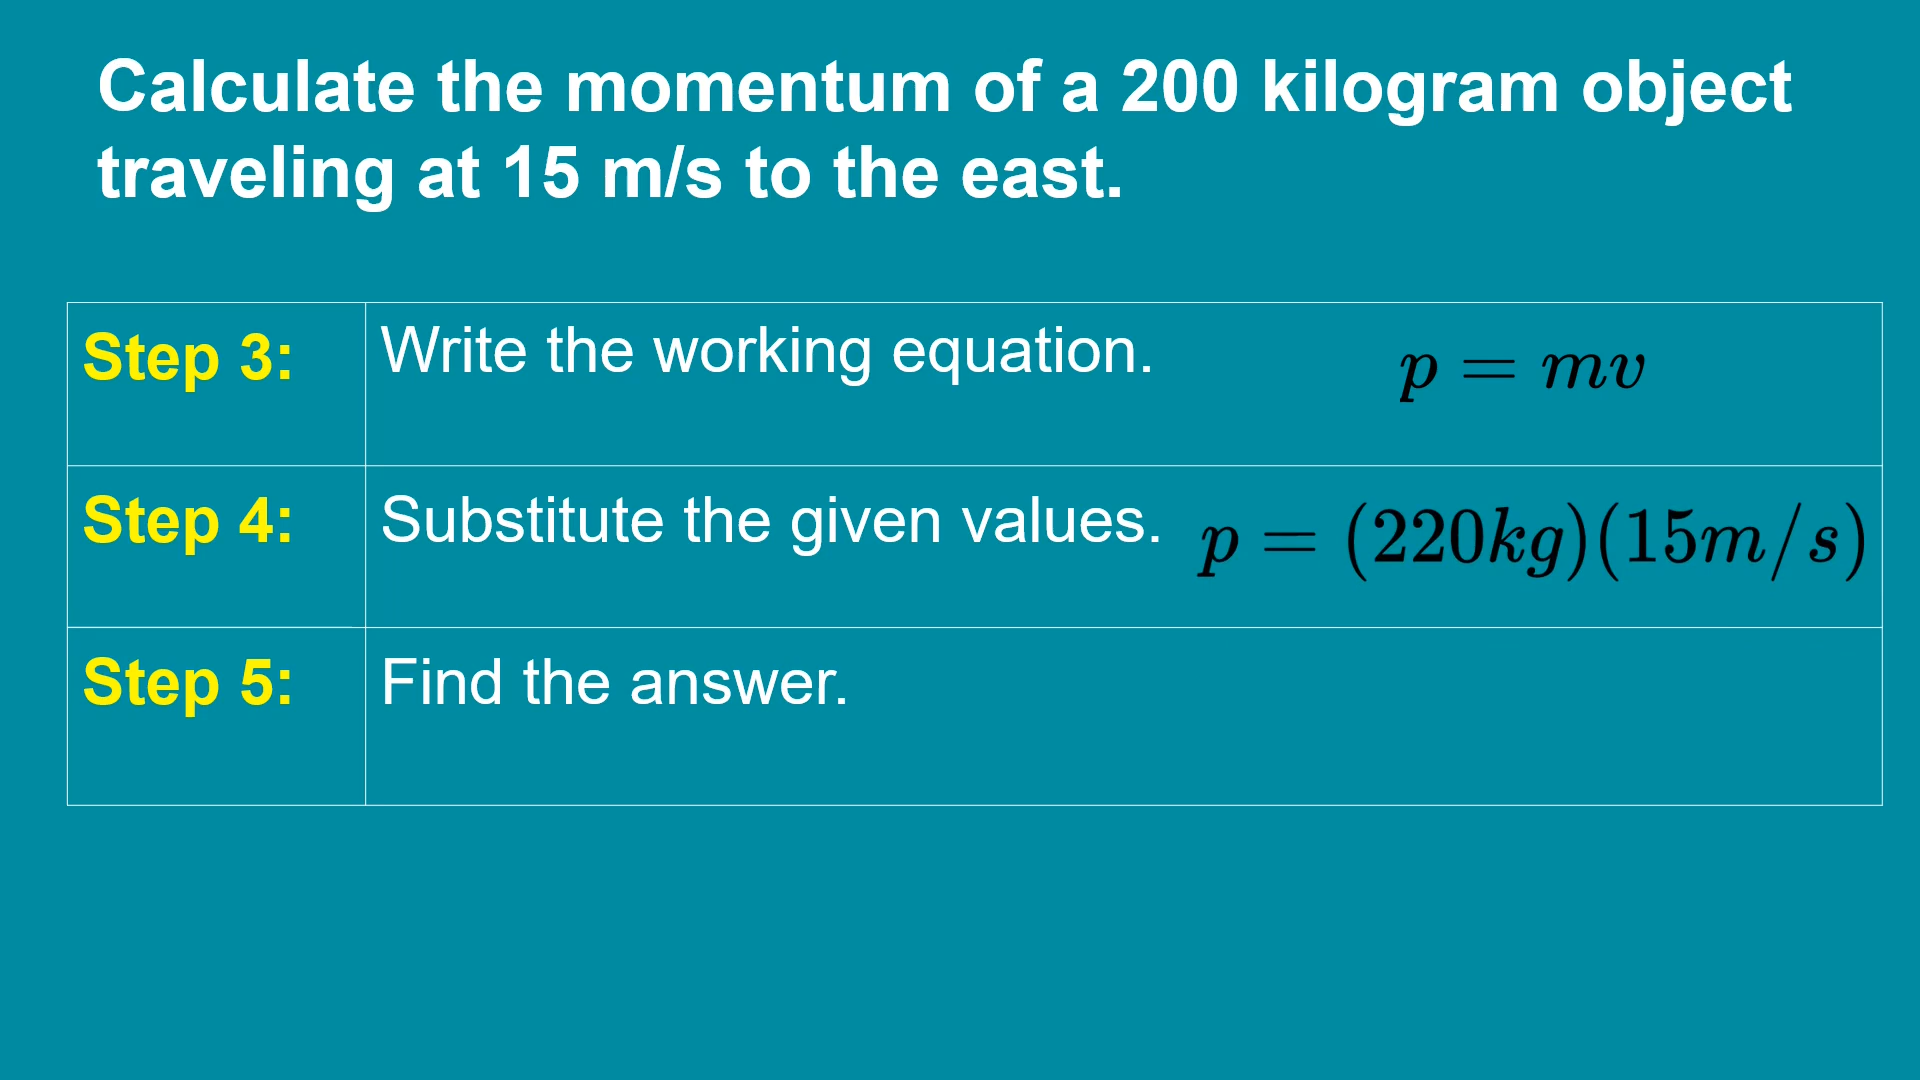 Calculate the momentum of a 200 kilogram object
traveling at 15 m/s to the east.
Step 3:
Write the working equation.
p = mv
Step 4:
Substitute the given values.
p = (220kg)(15m/s)
Step 5:
Find the answer.